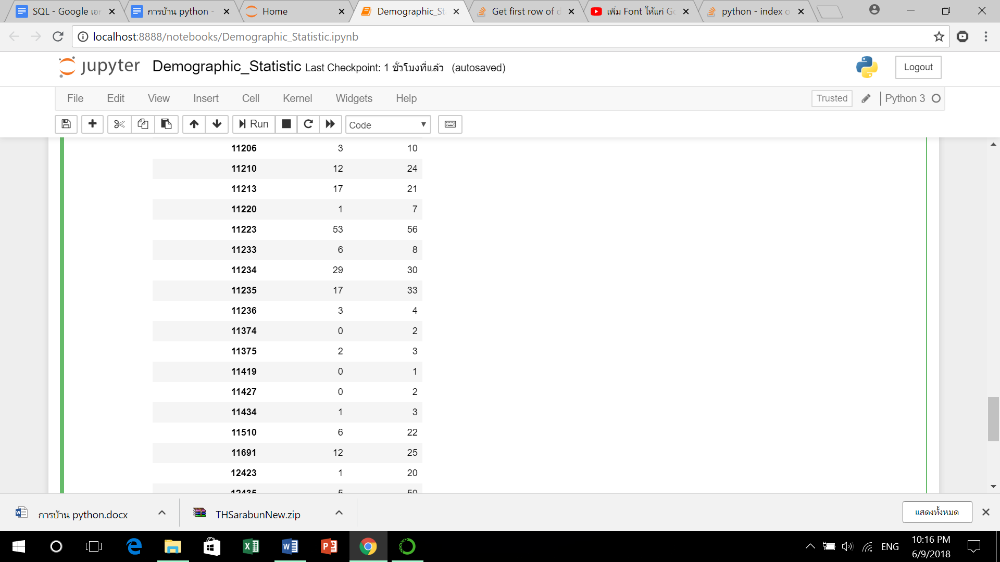 SQL - Google เอก
การบ้าน python -
Home
Demographic_St
Get first row of d
เพิ่ม Font ให้แก่ Go
python - index o
localhost:8888/notebooks/Demographic_Statistic.ipynb
jupyter Demographic_Statistic Last Checkpoint: 1 ชั่วโมงที่แล้ว (autosaved)
Logout
File Edit View Insert Cell Kernel Widgets Help
Trusted Python 3
Run Code
11206 3 10
11210 12 24
11213 17 21
11220 1 7
11223 53 56
11233 6 8
11234 29 30
11235 17 33
11236 3 4
11374 0 2
11375 2 3
11419 0 1
11427 0 2
11434 1 3
11510 6 22
11691 12 25
12423 1 20
12435 5 50
การบ้าน python.docx
THSarabunNew.zip
แสดงทั้งหมด
ENG
10:16 PM
6/9/2018